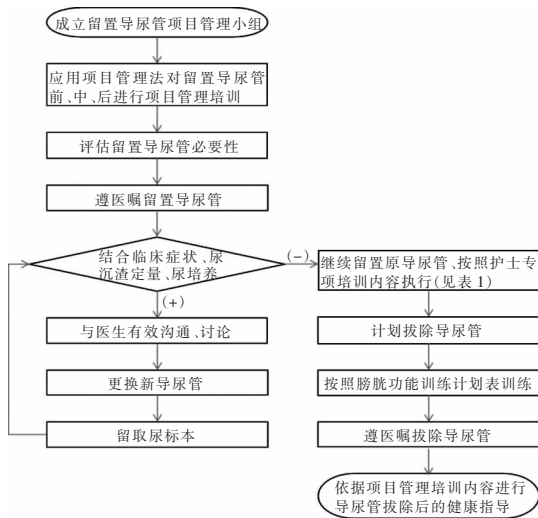 成立留置导尿管项目管理小组
应用项目管理法对留置导尿管
前、中、后进行项目管理培训
评估留置导尿管必要性
遵医嘱留置导尿管
结合临床症状、尿
沉渣定量、尿培养
(-)
继续留置原导尿管、按照护士专
项培训内容执行(见表1)
(+)
与医生有效沟通、讨论
计划拔除导尿管
更换新导尿管
按照膀胱功能训练计划表训练
留取尿标本
遵医嘱拔除导尿管
依据项目管理培训内容进行
导尿管拔除后的健康指导